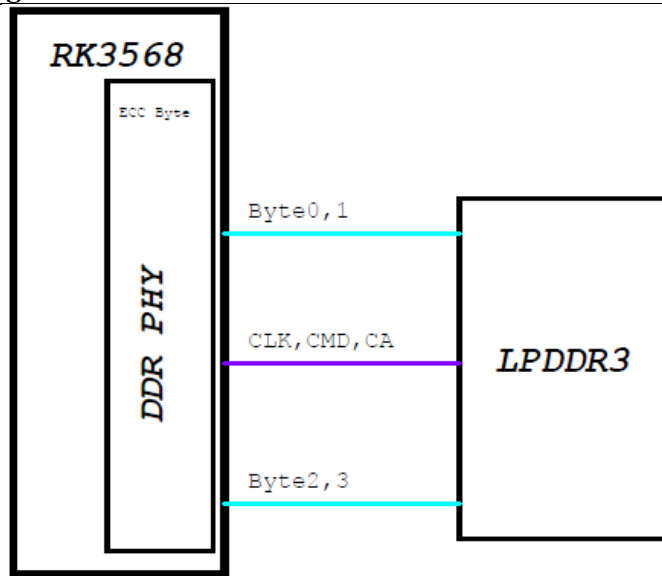 RK3568
ECC Byte
Byte0,1
DDR PHY
CLK,CMD,CA
LPDDR3
Byte2,3